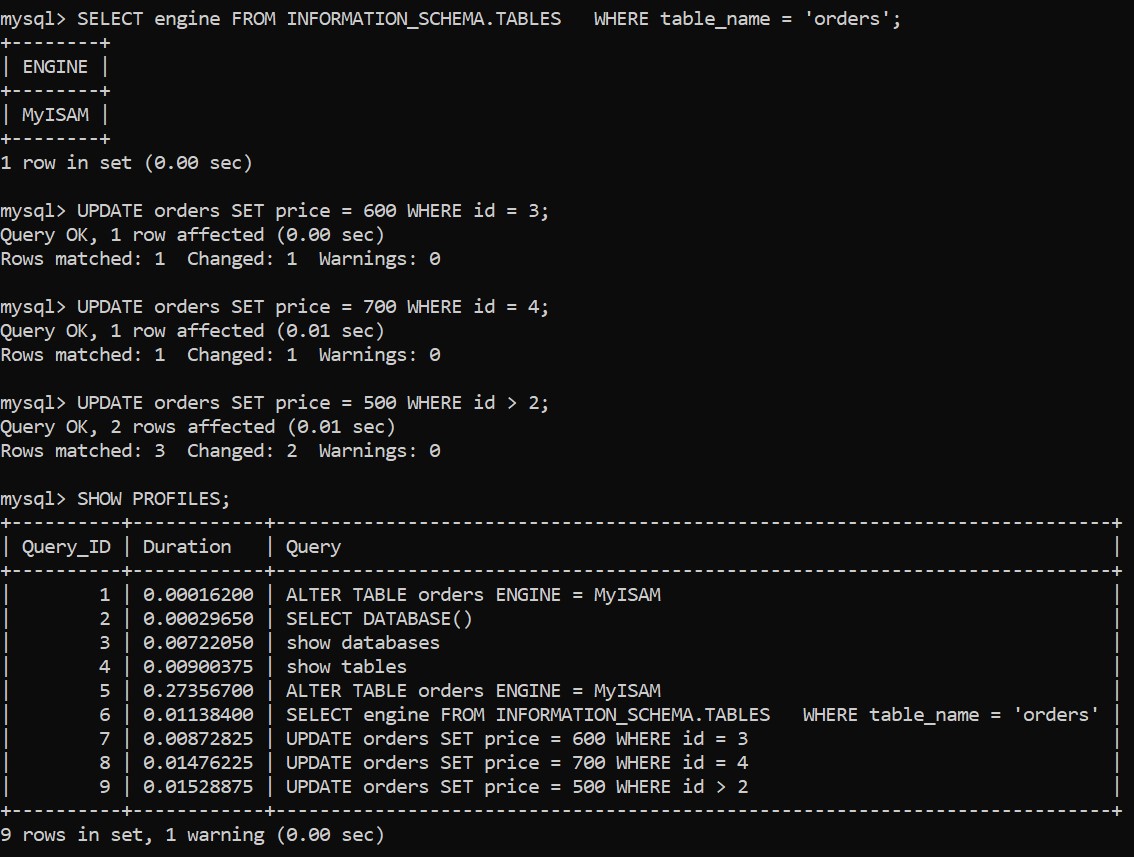 mysql> SELECT engine FROM INFORMATION_SCHEMA.TABLES   WHERE table_name = 'orders';
+--------+
| ENGINE |
+--------+
| MyISAM |
+--------+
1 row in set (0.00 sec)

mysql> UPDATE orders SET price = 600 WHERE id = 3;
Query OK, 1 row affected (0.00 sec)
Rows matched: 1  Changed: 1  Warnings: 0

mysql> UPDATE orders SET price = 700 WHERE id = 4;
Query OK, 1 row affected (0.01 sec)
Rows matched: 1  Changed: 1  Warnings: 0

mysql> UPDATE orders SET price = 500 WHERE id > 2;
Query OK, 2 rows affected (0.01 sec)
Rows matched: 3  Changed: 2  Warnings: 0

mysql> SHOW PROFILES;
+----------+------------+----------------------------------------------------------------------------+
| Query_ID | Duration   | Query                                                                      |
+----------+------------+----------------------------------------------------------------------------+
|        1 | 0.00016200 | ALTER TABLE orders ENGINE = MyISAM                                         |
|        2 | 0.00029650 | SELECT DATABASE()                                                          |
|        3 | 0.00722050 | show databases                                                             |
|        4 | 0.00900375 | show tables                                                                |
|        5 | 0.27356700 | ALTER TABLE orders ENGINE = MyISAM                                         |
|        6 | 0.01138400 | SELECT engine FROM INFORMATION_SCHEMA.TABLES   WHERE table_name = 'orders' |
|        7 | 0.00872825 | UPDATE orders SET price = 600 WHERE id = 3                                 |
|        8 | 0.01476225 | UPDATE orders SET price = 700 WHERE id = 4                                 |
|        9 | 0.01528875 | UPDATE orders SET price = 500 WHERE id > 2                                 |
+----------+------------+----------------------------------------------------------------------------+
9 rows in set, 1 warning (0.00 sec)